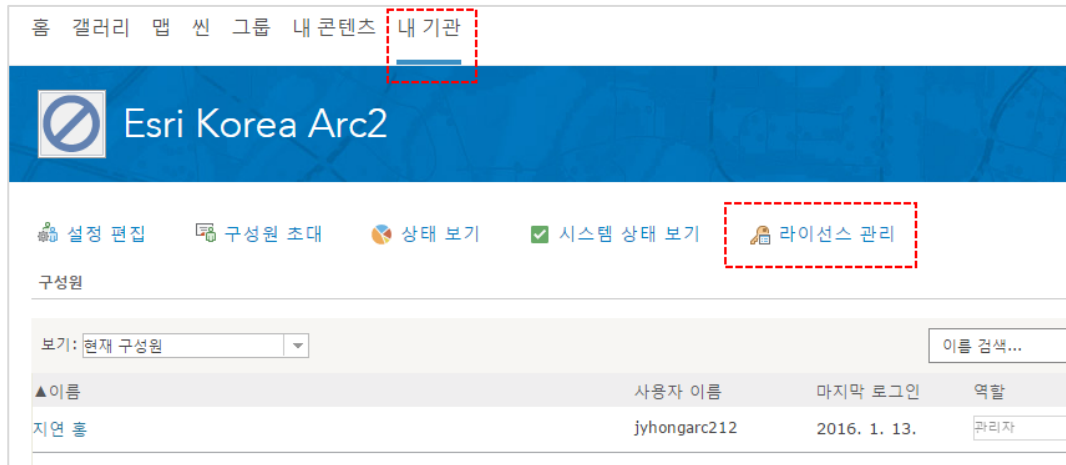 홈 갤러리 맵 씬 그룹 내 콘텐츠 내 기관
Esri Korea Arc2
설정 편집 구성원 초대 상태 보기 시스템 상태 보기 라이선스 관리
구성원
보기: 현재 구성원 이름 검색...
▲이름 사용자 이름 마지막 로그인 역할
지연 홍 jyhongarc212 2016. 1. 13. 관리자